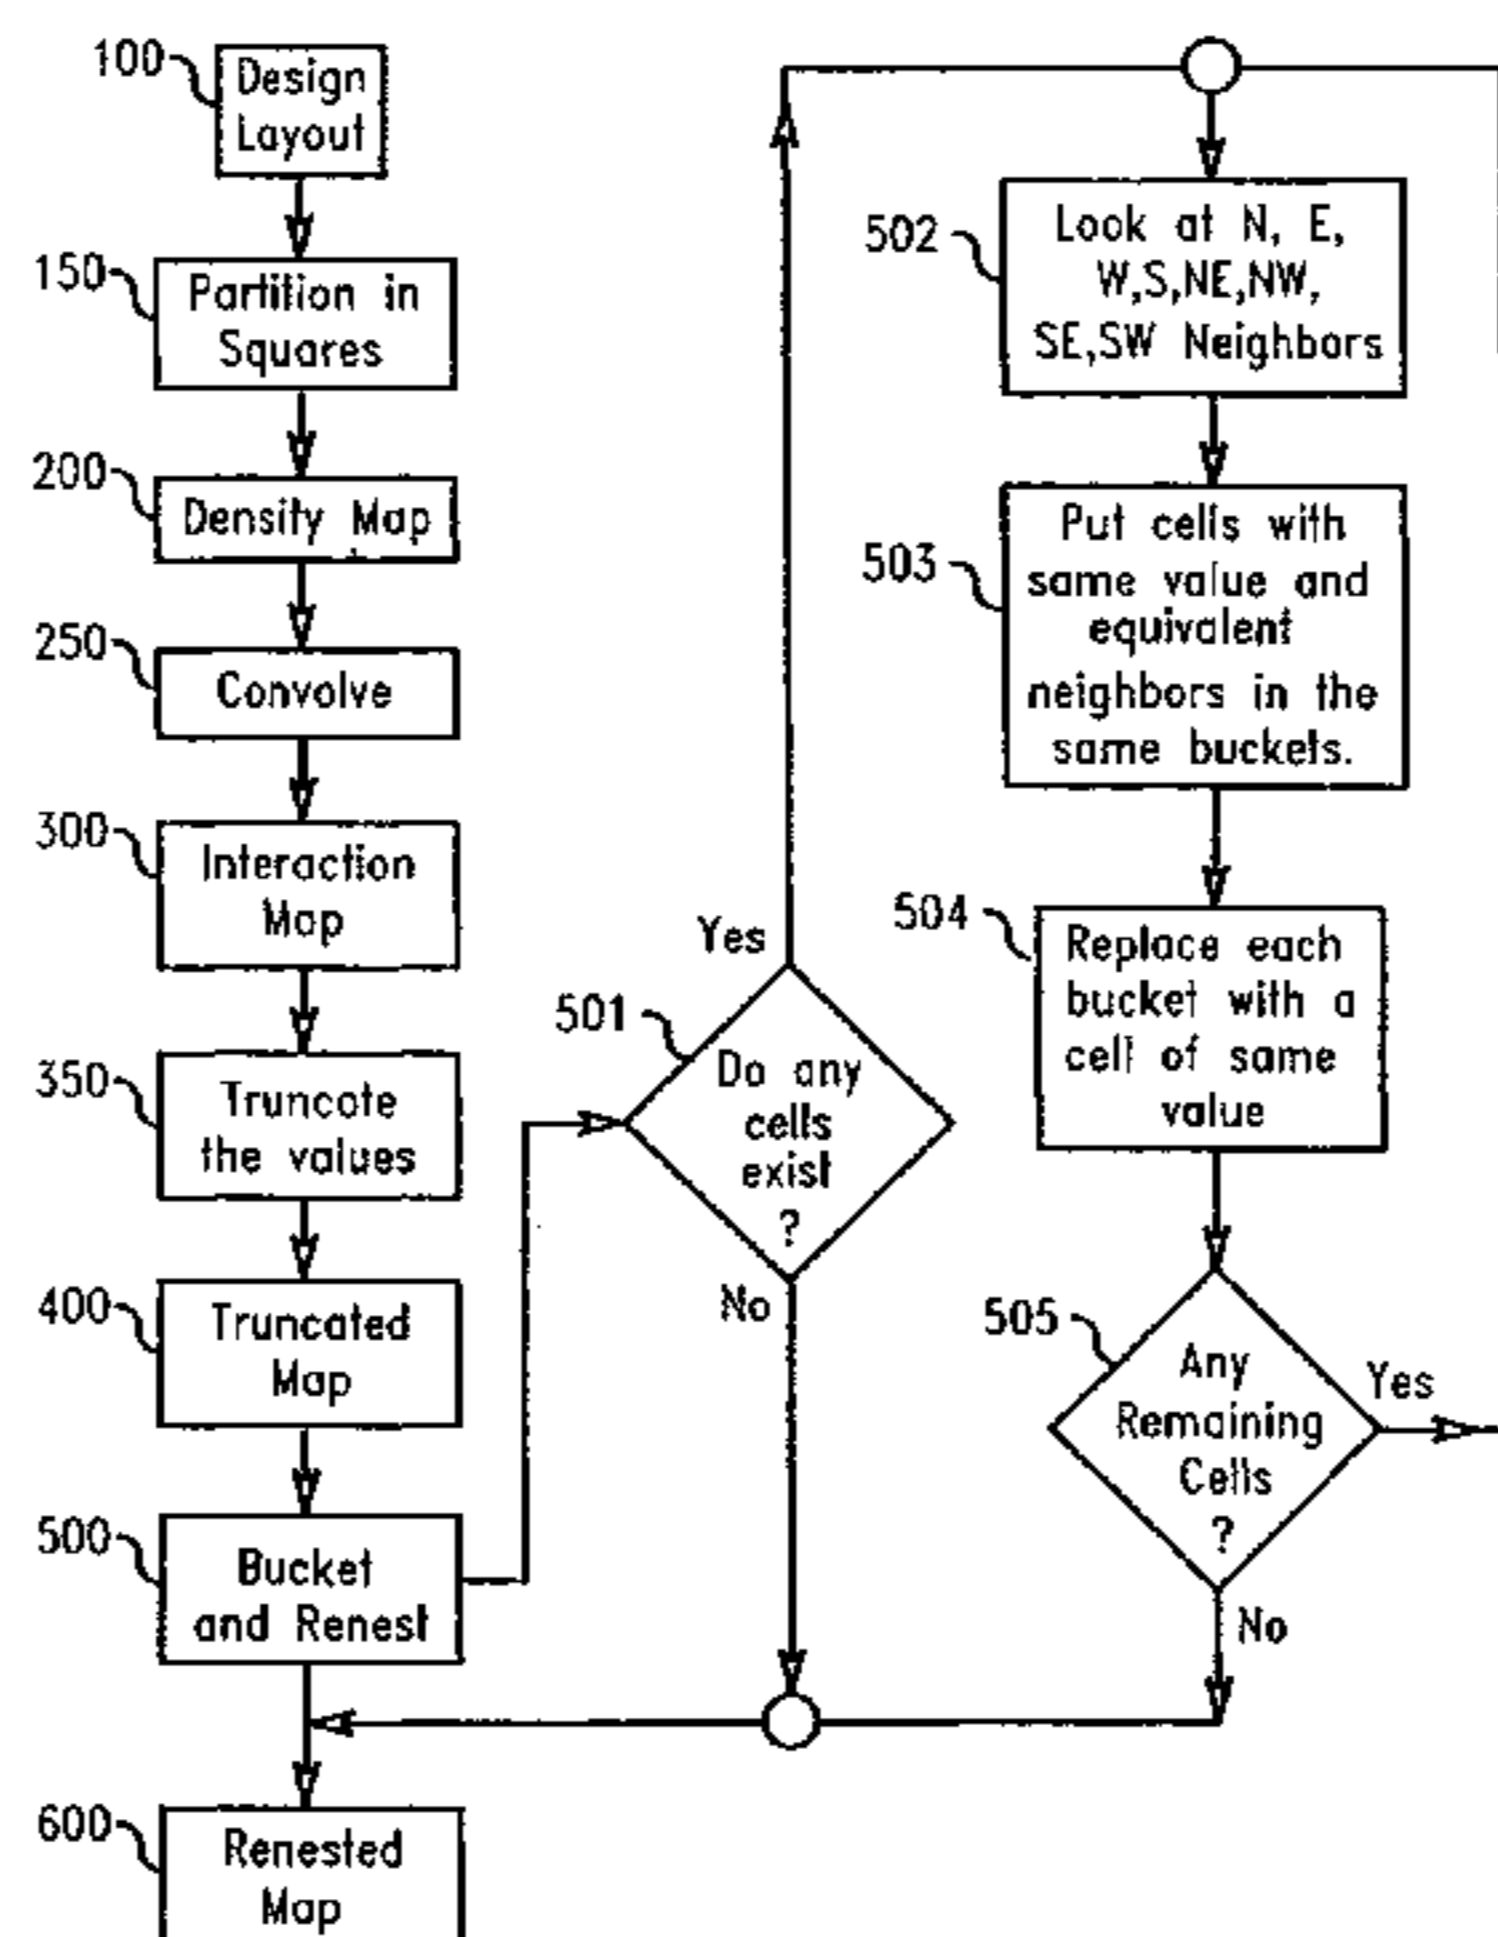 100
Design
Layout
150
Partition in
Squares
200
Density Map
250
Convolve
300
Interaction
Map
350
Truncate
the values
400
Truncated
Map
500
Bucket
and Renest
600
Renested
Map
501
Do any
cells
exist
?
Yes
No
502
Look at N, E,
W,S,NE,NW,
SE,SW Neighbors
503
Put cells with
same value and
equivalent
neighbors in the
same buckets.
504
Replace each
bucket with a
cell of same
value
505
Any
Remaining
Cells
?
Yes
No